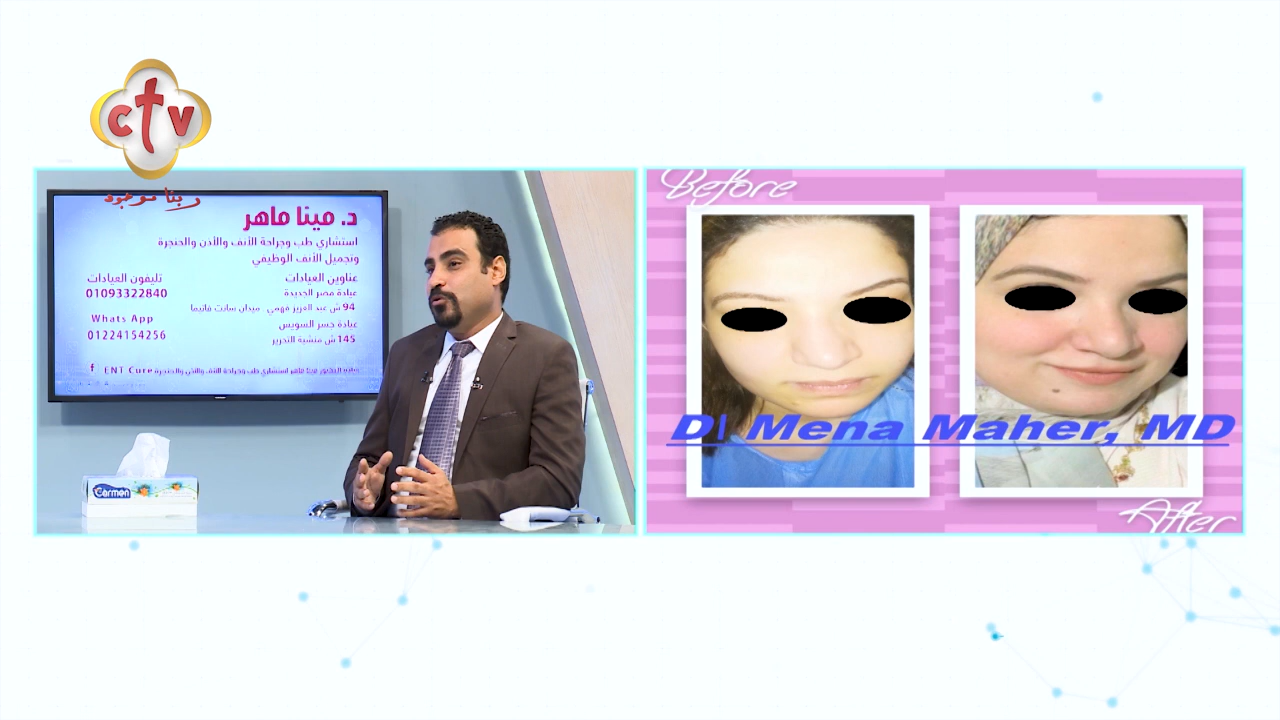 ctv
ربنا موجود
د. مينا ماهر
استشاري طب وجراحة الأنف والأذن والحنجرة
وتجميل الأنف الوظيفي
عناوين العيادات
تليفون العيادات
عيادة مصر الجديدة
01093322840
94 ش عبد العزيز فهمي ميدان سانت فاتيما
Whats App
عيادة جسر السويس
01224154256
145 ش منشية التحرير
f ENT Cure
Carmen
Before
D\ Mena Maher, MD
After